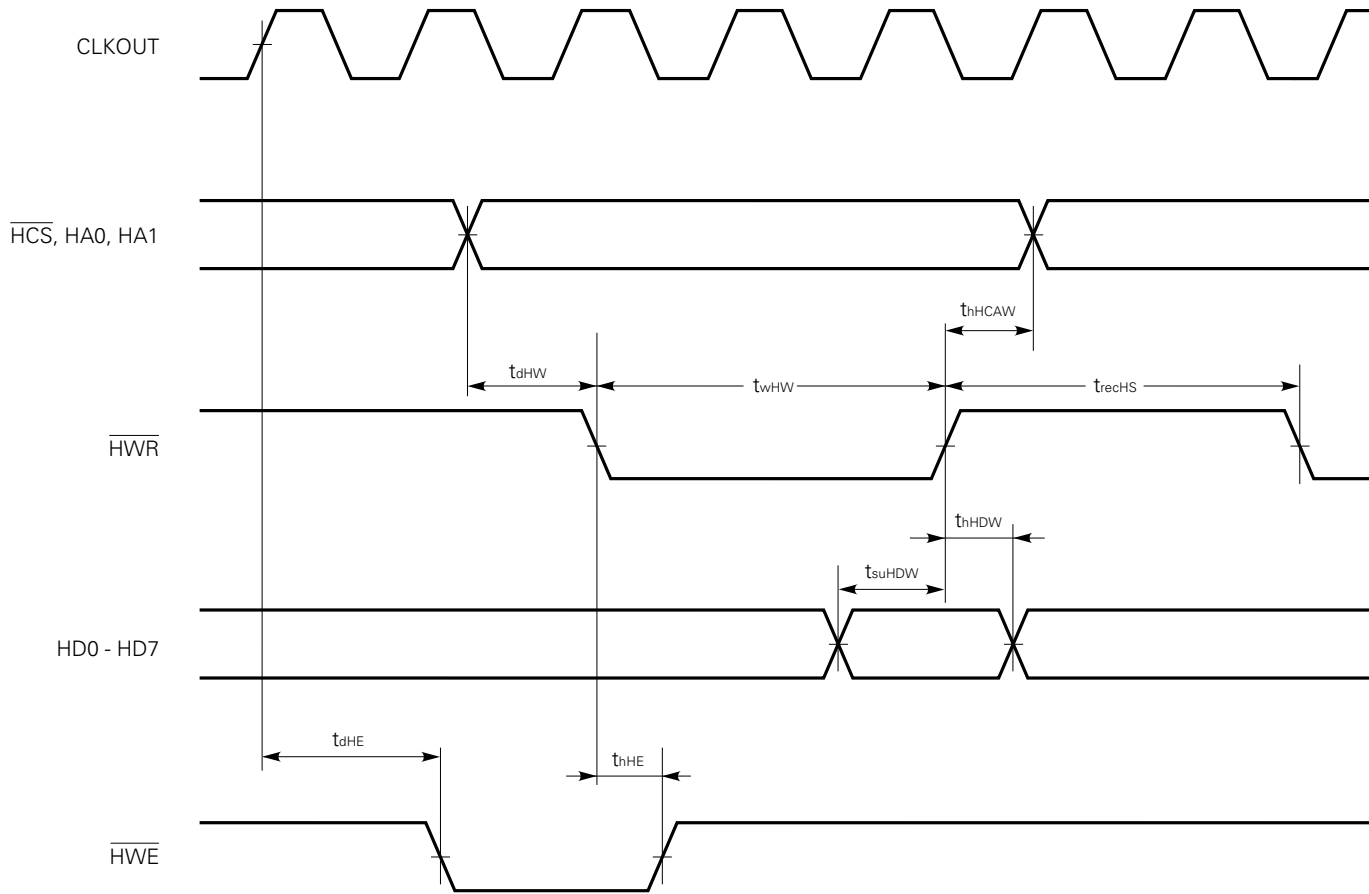 CLKOUT
HCS, HA0, HA1
thHCAW
tdHW
twHW
trecHS
HWR
thHDW
tsuHDW
HD0 - HD7
tdHE
thHE
HWE